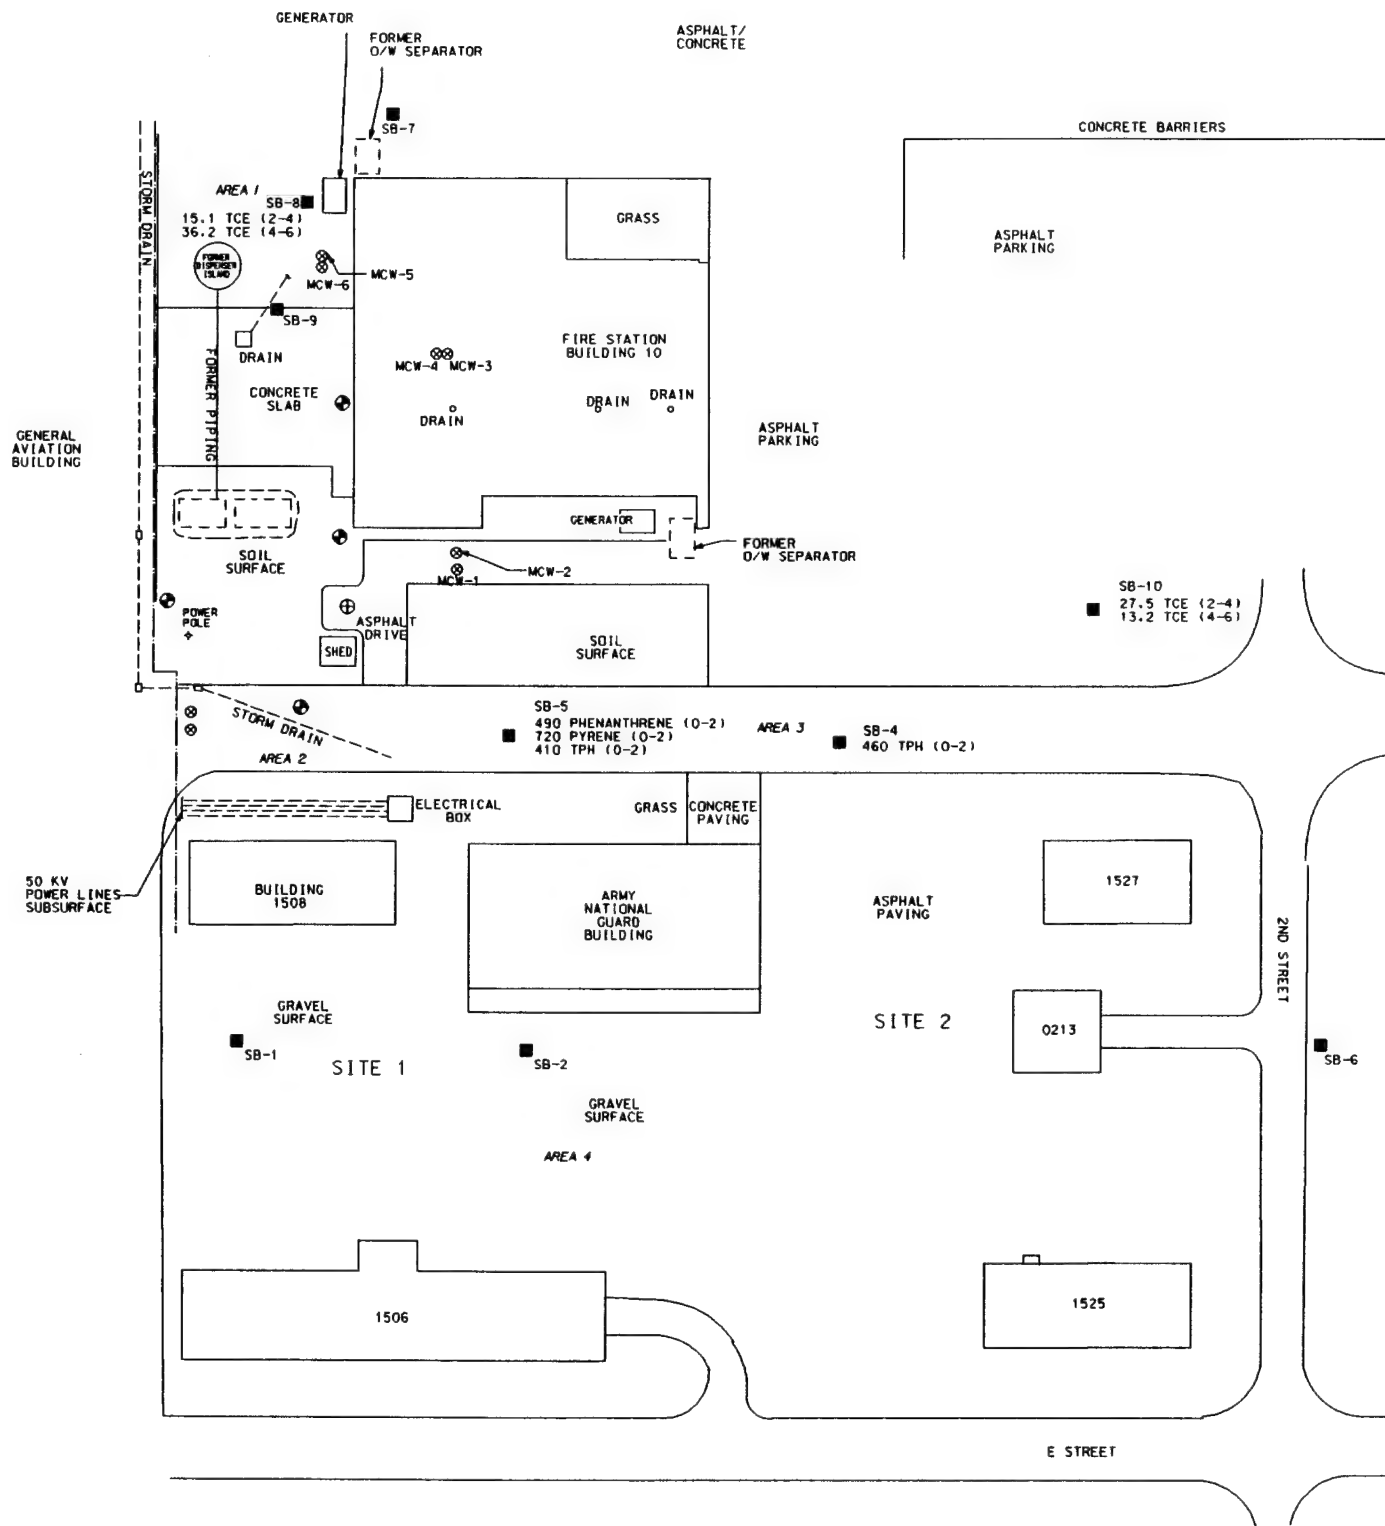 GENERATOR
FORMER
O/W SEPARATOR
ASPHALT/
CONCRETE
SB-7
CONCRETE BARRIERS
STORM DRAIN
AREA 1
SB-8
15.1 TCE (2-4)
36.2 TCE (4-6)
GRASS
ASPHALT
PARKING
FORMER
DISPENSER
ISLAND
MCW-5
MCW-6
SB-9
DRAIN
FORMER PIPING
FIRE STATION
BUILDING 10
MCW-4 MCW-3
CONCRETE
SLAB
DRAIN
DRAIN
DRAIN
GENERAL
AVIATION
BUILDING
ASPHALT
PARKING
GENERATOR
SOIL
SURFACE
FORMER
O/W SEPARATOR
MCW-2
MCW-1
SB-10
27.5 TCE (2-4)
13.2 TCE (4-6)
POWER
POLE
ASPHALT
DRIVE
SHED
SOIL
SURFACE
STORM DRAIN
SB-5
490 PHENANTHRENE (0-2)
720 PYRENE (0-2)
410 TPH (0-2)
AREA 3
SB-4
460 TPH (0-2)
AREA 2
ELECTRICAL
BOX
GRASS
CONCRETE
PAVING
50 KV
POWER LINES
SUBSURFACE
BUILDING
1508
ARMY
NATIONAL
GUARD
BUILDING
ASPHALT
PAVING
1527
2ND STREET
GRAVEL
SURFACE
SITE 2
0213
SB-1
SITE 1
SB-2
SB-6
GRAVEL
SURFACE
AREA 4
1506
1525
E STREET